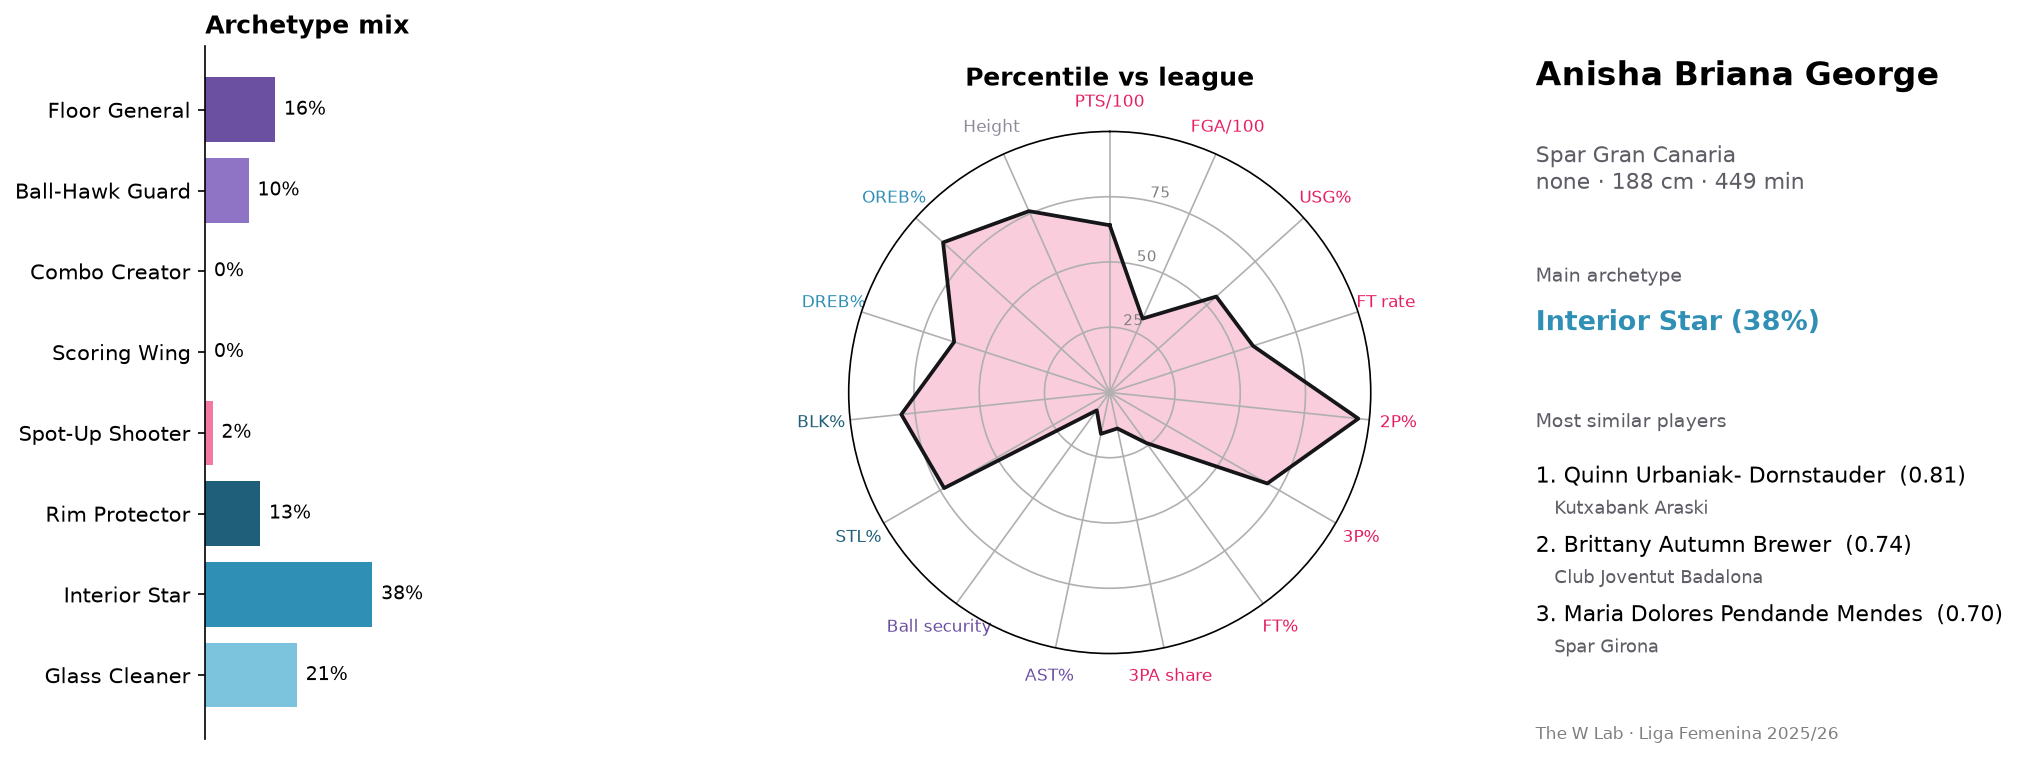 Archetype mix
Floor General
16%
Ball-Hawk Guard
10%
Combo Creator
0%
Scoring Wing
0%
Spot-Up Shooter
2%
Rim Protector
13%
Interior Star
38%
Glass Cleaner
21%
Percentile vs league
PTS/100
FGA/100
USG%
FT rate
2P%
3P%
FT%
3PA share
AST%
Ball security
STL%
BLK%
DREB%
OREB%
Height
75
50
25
Anisha Briana George
Spar Gran Canaria
none · 188 cm · 449 min
Main archetype
Interior Star (38%)
Most similar players
1. Quinn Urbaniak- Dornstauder (0.81)
Kutxabank Araski
2. Brittany Autumn Brewer (0.74)
Club Joventut Badalona
3. Maria Dolores Pendande Mendes (0.70)
Spar Girona
The W Lab · Liga Femenina 2025/26